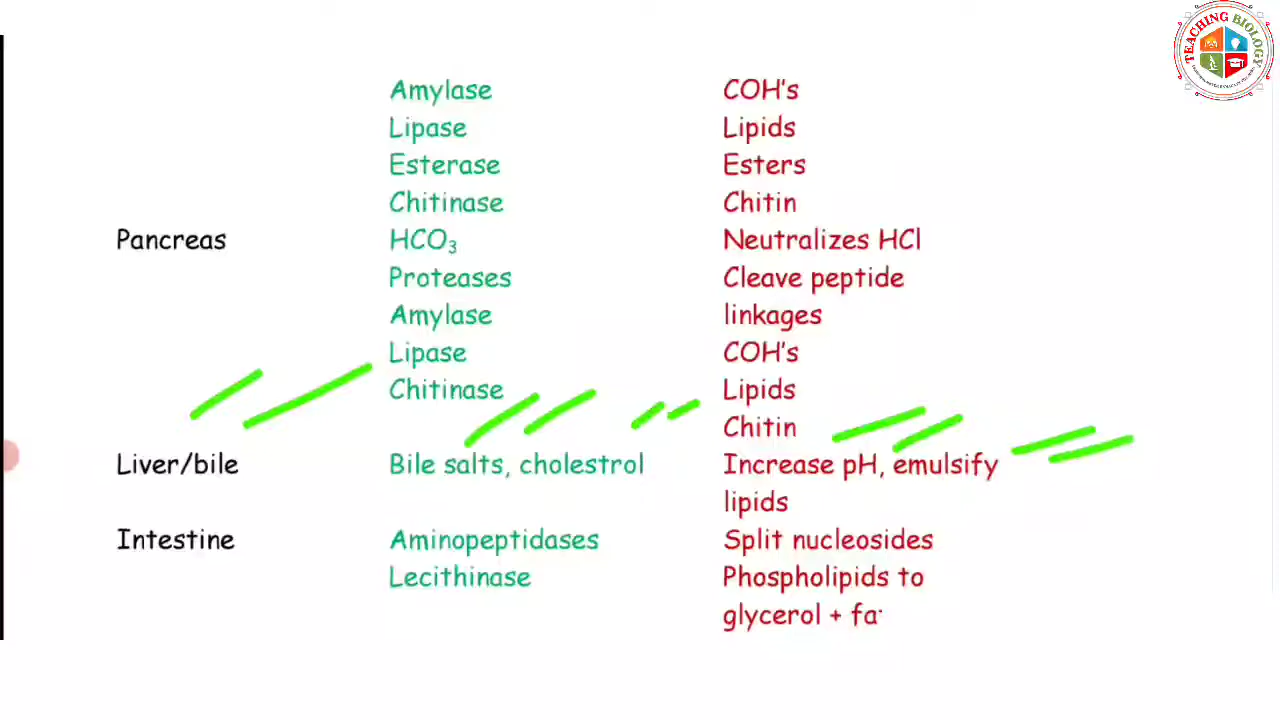 TEACHING BIOLOGY
Amylase COH's
Lipase Lipids
Esterase Esters
Chitinase Chitin
Pancreas HCO₃ Neutralizes HCl
Proteases Cleave peptide
Amylase linkages
Lipase COH's
Chitinase Lipids
Chitin
Liver/bile Bile salts, cholestrol Increase pH, emulsify
lipids
Intestine Aminopeptidases Split nucleosides
Lecithinase Phospholipids to
glycerol + fa